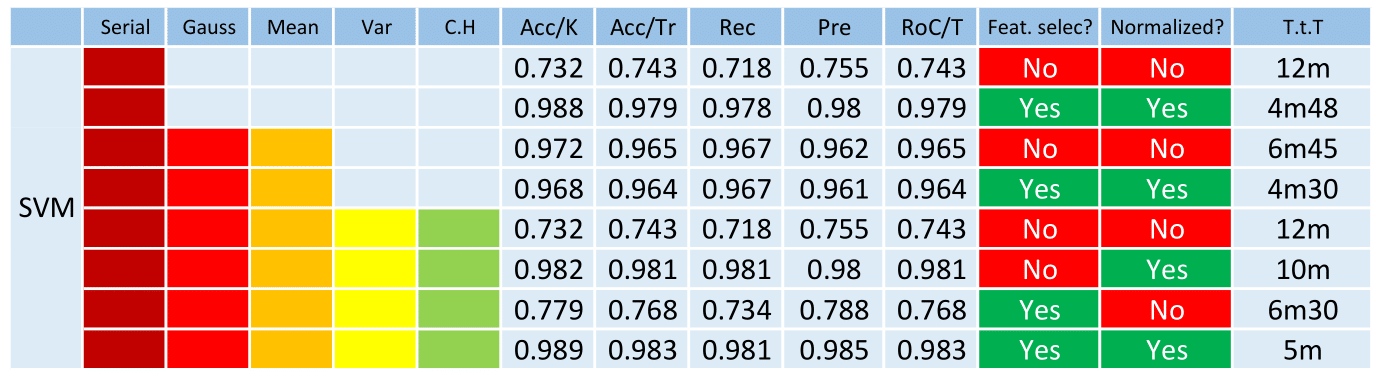 Serial Gauss Mean Var C.H Acc/K Acc/Tr Rec Pre RoC/T Feat. selec? Normalized? T.t.T
0.732 0.743 0.718 0.755 0.743 No No 12m
0.988 0.979 0.978 0.98 0.979 Yes Yes 4m48
0.972 0.965 0.967 0.962 0.965 No No 6m45
0.968 0.964 0.967 0.961 0.964 Yes Yes 4m30
SVM
0.732 0.743 0.718 0.755 0.743 No No 12m
0.982 0.981 0.981 0.98 0.981 No Yes 10m
0.779 0.768 0.734 0.788 0.768 Yes No 6m30
0.989 0.983 0.981 0.985 0.983 Yes Yes 5m